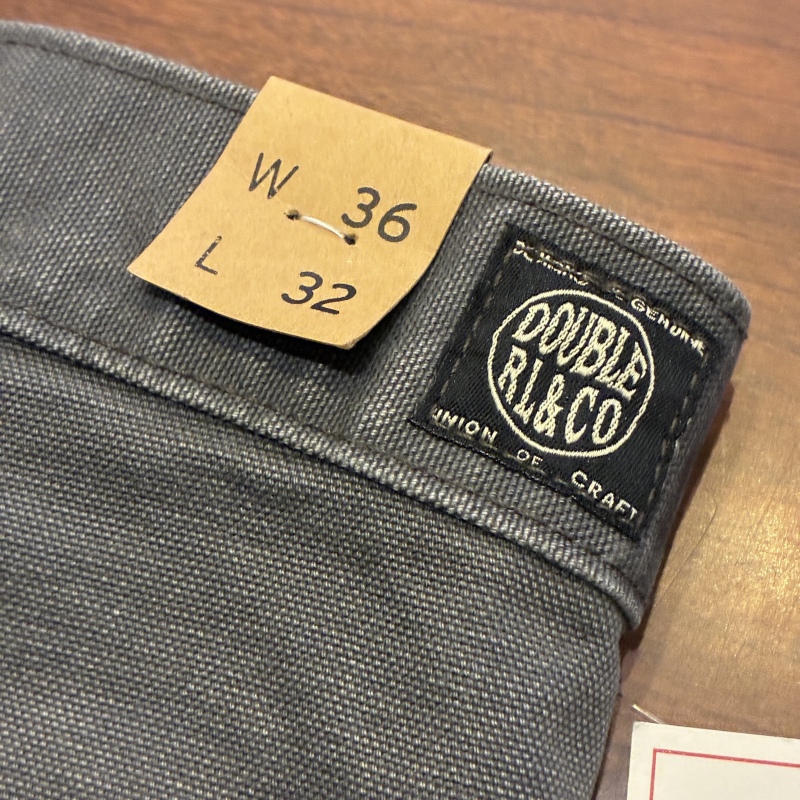 W 36
L 32
GENUINE
DOUBLE
RL&CO
UNION OF CRAFT